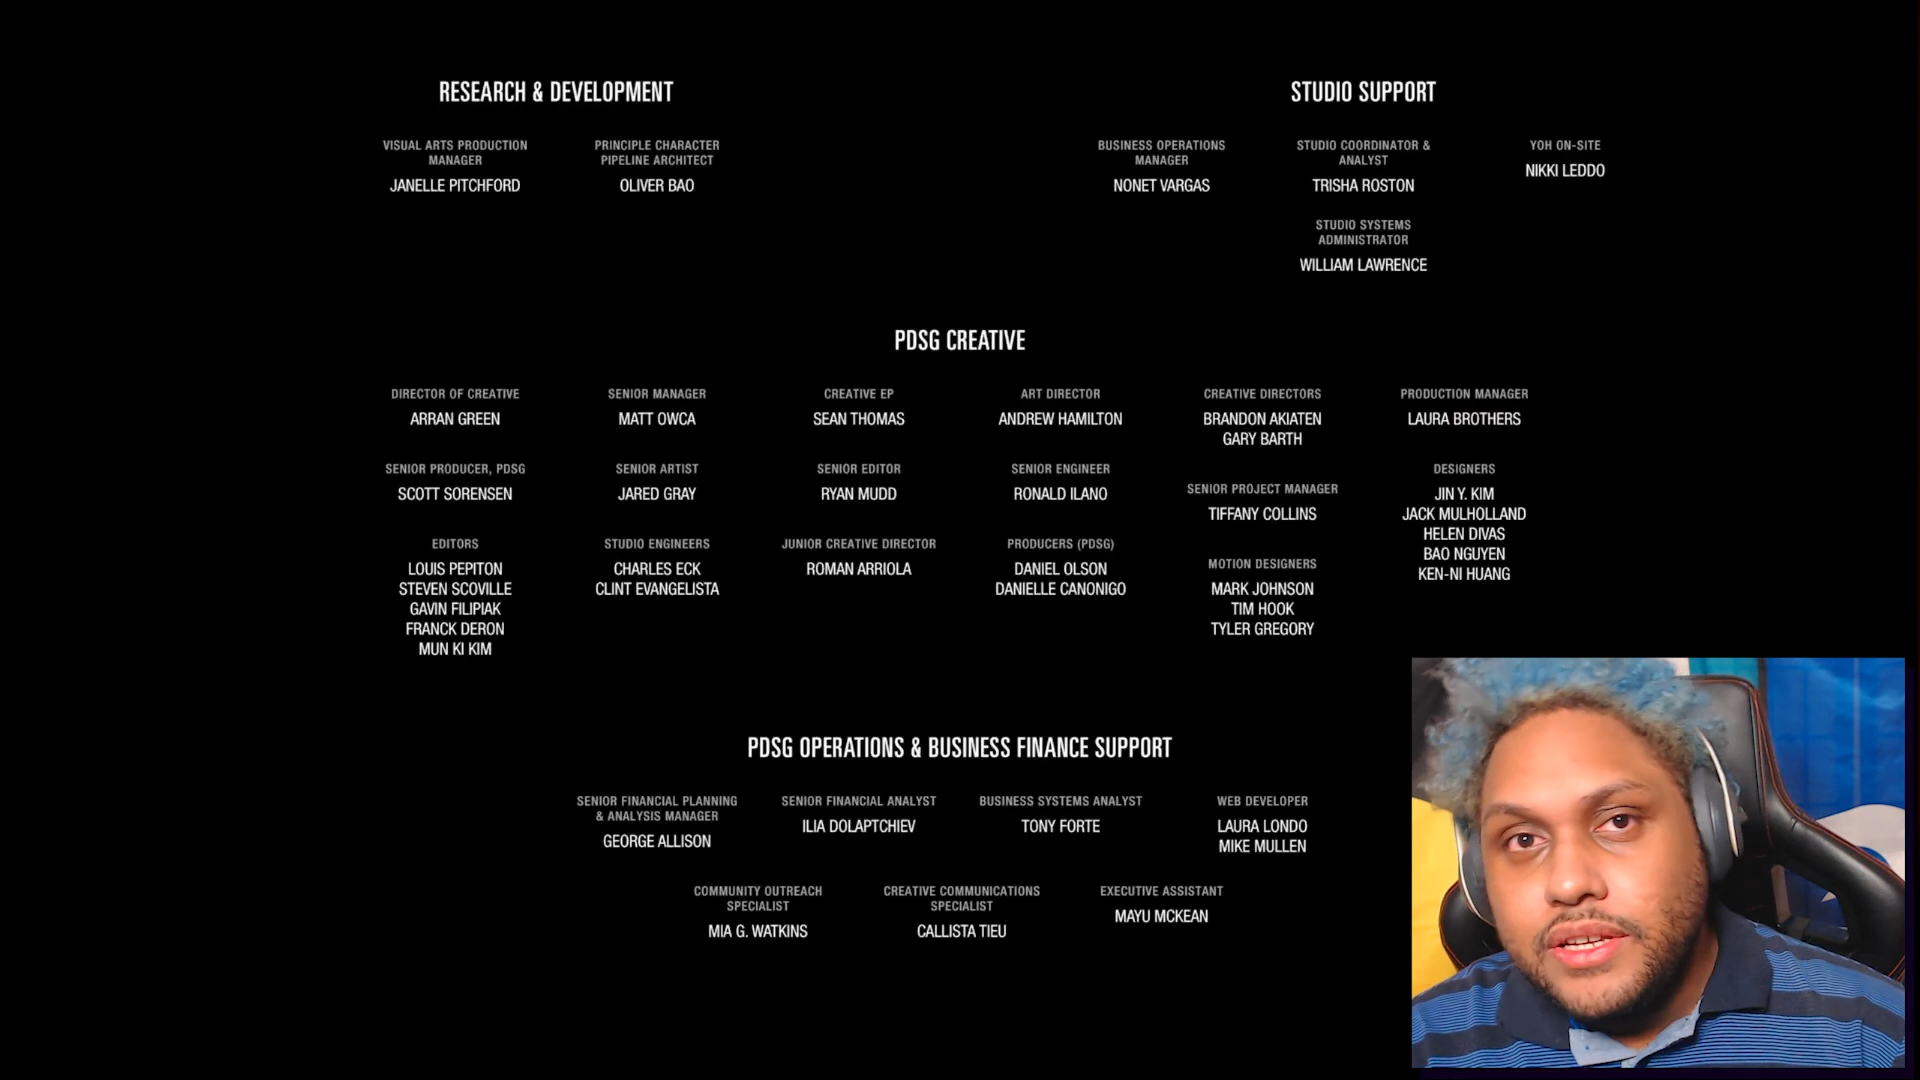 RESEARCH & DEVELOPMENT
VISUAL ARTS PRODUCTION
MANAGER
JANELLE PITCHFORD
PRINCIPLE CHARACTER
PIPELINE ARCHITECT
OLIVER BAO
STUDIO SUPPORT
BUSINESS OPERATIONS
MANAGER
NONET VARGAS
STUDIO COORDINATOR &
ANALYST
TRISHA ROSTON
YOH ON-SITE
NIKKI LEDDO
STUDIO SYSTEMS
ADMINISTRATOR
WILLIAM LAWRENCE
PDSG CREATIVE
DIRECTOR OF CREATIVE
ARRAN GREEN
SENIOR MANAGER
MATT OWCA
CREATIVE EP
SEAN THOMAS
ART DIRECTOR
ANDREW HAMILTON
CREATIVE DIRECTORS
BRANDON AKIATEN
GARY BARTH
PRODUCTION MANAGER
LAURA BROTHERS
SENIOR PRODUCER, PDSG
SCOTT SORENSEN
SENIOR ARTIST
JARED GRAY
SENIOR EDITOR
RYAN MUDD
SENIOR ENGINEER
RONALD ILANO
SENIOR PROJECT MANAGER
TIFFANY COLLINS
DESIGNERS
JIN Y. KIM
JACK MULHOLLAND
HELEN DIVAS
BAO NGUYEN
KEN-NI HUANG
EDITORS
LOUIS PEPITON
STEVEN SCOVILLE
GAVIN FILIPIAK
FRANCK DERON
MUN KI KIM
STUDIO ENGINEERS
CHARLES ECK
CLINT EVANGELISTA
JUNIOR CREATIVE DIRECTOR
ROMAN ARRIOLA
PRODUCERS (PDSG)
DANIEL OLSON
DANIELLE CANONIGO
MOTION DESIGNERS
MARK JOHNSON
TIM HOOK
TYLER GREGORY
PDSG OPERATIONS & BUSINESS FINANCE SUPPORT
SENIOR FINANCIAL PLANNING
& ANALYSIS MANAGER
GEORGE ALLISON
SENIOR FINANCIAL ANALYST
ILIA DOLAPTCHIEV
BUSINESS SYSTEMS ANALYST
TONY FORTE
WEB DEVELOPER
LAURA LONDO
MIKE MULLEN
COMMUNITY OUTREACH
SPECIALIST
MIA G. WATKINS
CREATIVE COMMUNICATIONS
SPECIALIST
CALLISTA TIEU
EXECUTIVE ASSISTANT
MAYU MCKEAN